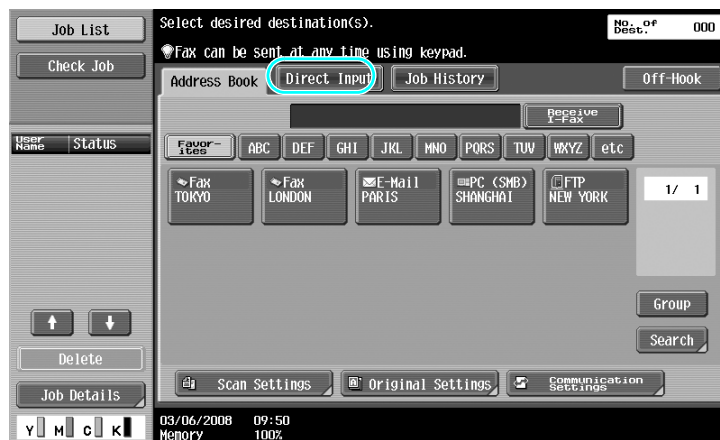 Job List
Check Job
User Name
Status
Delete
Job Details
Y M C K
Select desired destination(s).
Fax can be sent at any time using keypad.
No. of Dest. 000
Address Book
Direct Input
Job History
Off-Hook
Receive I-Fax
Favor-ites ABC DEF GHI JKL MNO PQRS TUV WXYZ etc
Fax
TOKYO
Fax
LONDON
E-Mail
PARIS
PC (SMB)
SHANGHAI
FTP
NEW YORK
1/ 1
Group
Search
Scan Settings
Original Settings
Communication Settings
03/06/2008 09:50
Memory 100%